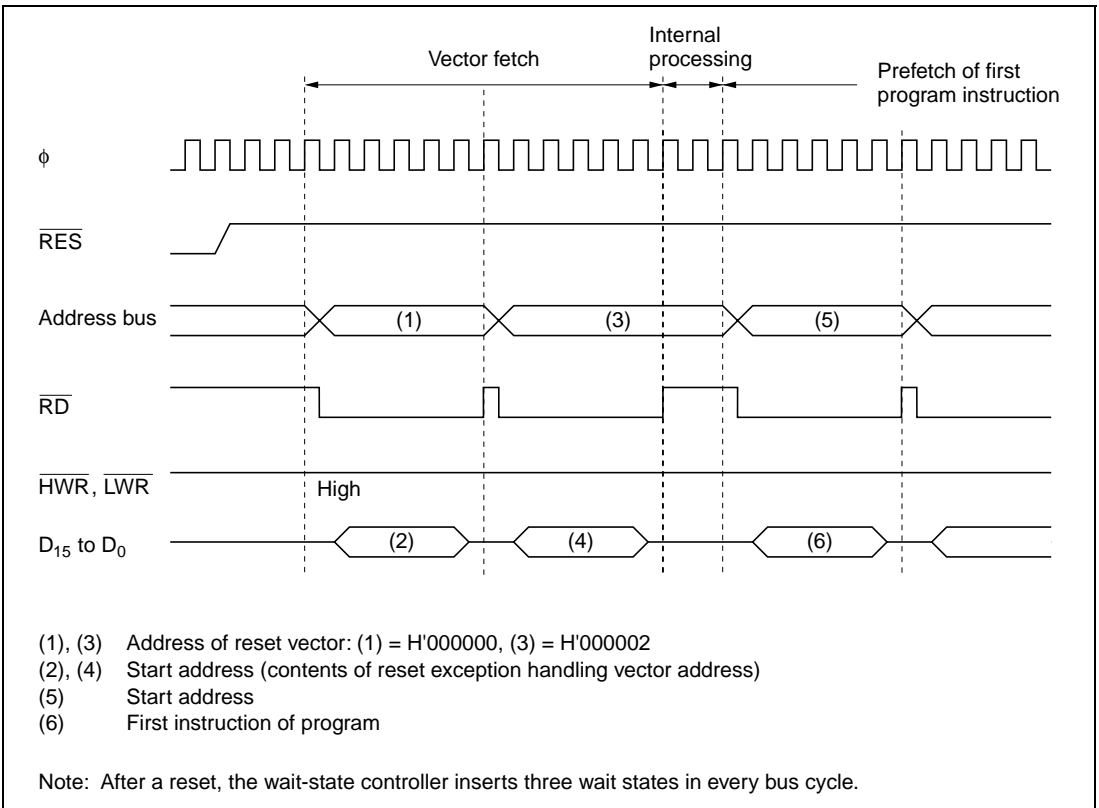 Internal
processing
Vector fetch
Prefetch of first
program instruction
φ
RES
Address bus
(1)
(3)
(5)
RD
HWR, LWR
High
D15 to D0
(2)
(4)
(6)
(1), (3) Address of reset vector: (1) = H'000000, (3) = H'000002
(2), (4) Start address (contents of reset exception handling vector address)
(5) Start address
(6) First instruction of program
Note: After a reset, the wait-state controller inserts three wait states in every bus cycle.